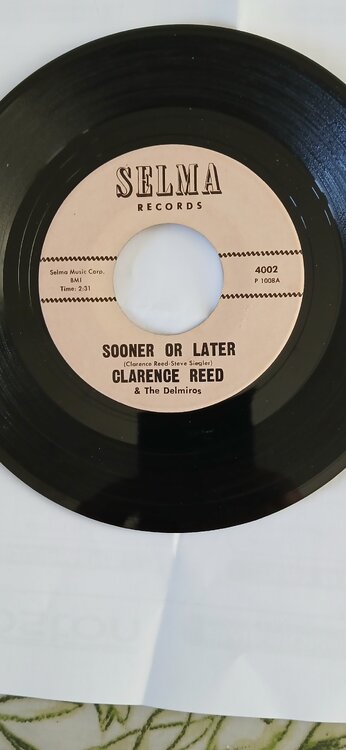 SELMA
RECORDS
Selma Music Corp.
BMI
Time: 2:31
4002
P 1008A
SOONER OR LATER
(Clarence Reed-Steve Siegler)
CLARENCE REED
& The Delmiros